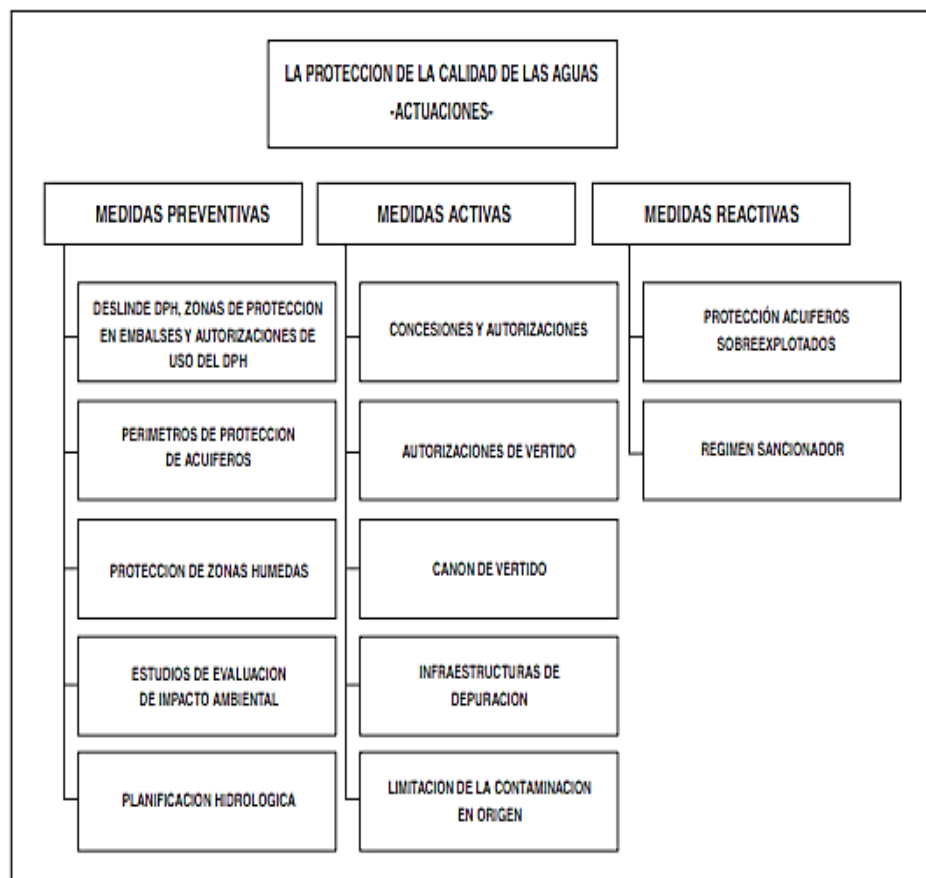 LA PROTECCION DE LA CALIDAD DE LAS AGUAS
-ACTUACIONES-
MEDIDAS PREVENTIVAS
DESLINDE DPH, ZONAS DE PROTECCION
EN EMBALSES Y AUTORIZACIONES DE
USO DEL DPH
PERIMETROS DE PROTECCION
DE ACUIFEROS
PROTECCION DE ZONAS HUMEDAS
ESTUDIOS DE EVALUACION
DE IMPACTO AMBIENTAL
PLANIFICACION HIDROLOGICA
MEDIDAS ACTIVAS
CONCESIONES Y AUTORIZACIONES
AUTORIZACIONES DE VERTIDO
CANON DE VERTIDO
INFRAESTRUCTURAS DE
DEPURACION
LIMITACION DE LA CONTAMINACION
EN ORIGEN
MEDIDAS REACTIVAS
PROTECCIÓN ACUIFEROS
SOBREEXPLOTADOS
REGIMEN SANCIONADOR